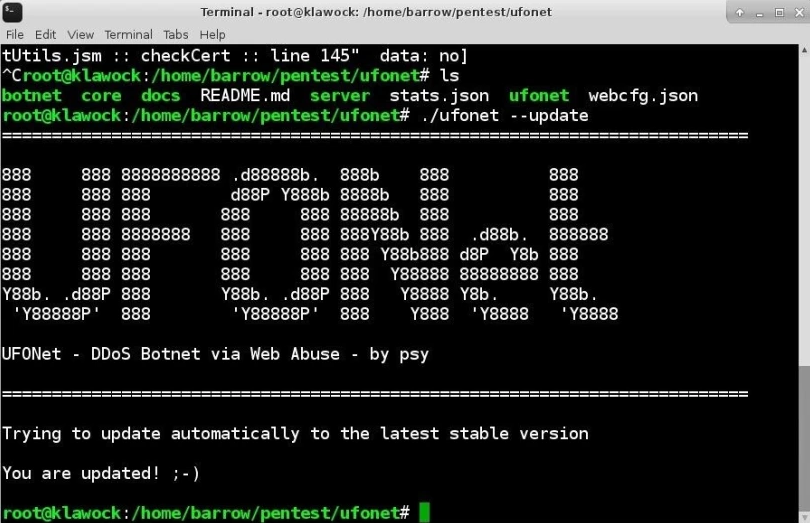 Terminal - root@klawock: /home/barrow/pentest/ufonet
File Edit View Terminal Tabs Help
tUtils.jsm :: checkCert :: line 145"  data: no]
^Croot@klawock:/home/barrow/pentest/ufonet# ls
botnet  core  docs  README.md  server  stats.json  ufonet  webcfg.json
root@klawock:/home/barrow/pentest/ufonet# ./ufonet --update
===========================================================================
888     888 8888888888 .d88888b.  888b    888          888
888     888 888        d88P Y888b 8888b   888          888
888     888 888       888     888 88888b  888          888
888     888 8888888   888     888 888Y88b 888  .d88b.  888888
888     888 888       888     888 888 Y88b888 d8P  Y8b 888
888     888 888       888     888 888  Y88888 88888888 888
Y88b. .d88P 888       Y88b. .d88P 888   Y8888 Y8b.     Y88b.
 'Y88888P'  888        'Y88888P'  888    Y888  'Y8888   'Y8888
UFONet - DDoS Botnet via Web Abuse - by psy
===========================================================================
Trying to update automatically to the latest stable version
You are updated! ;-)
root@klawock:/home/barrow/pentest/ufonet#